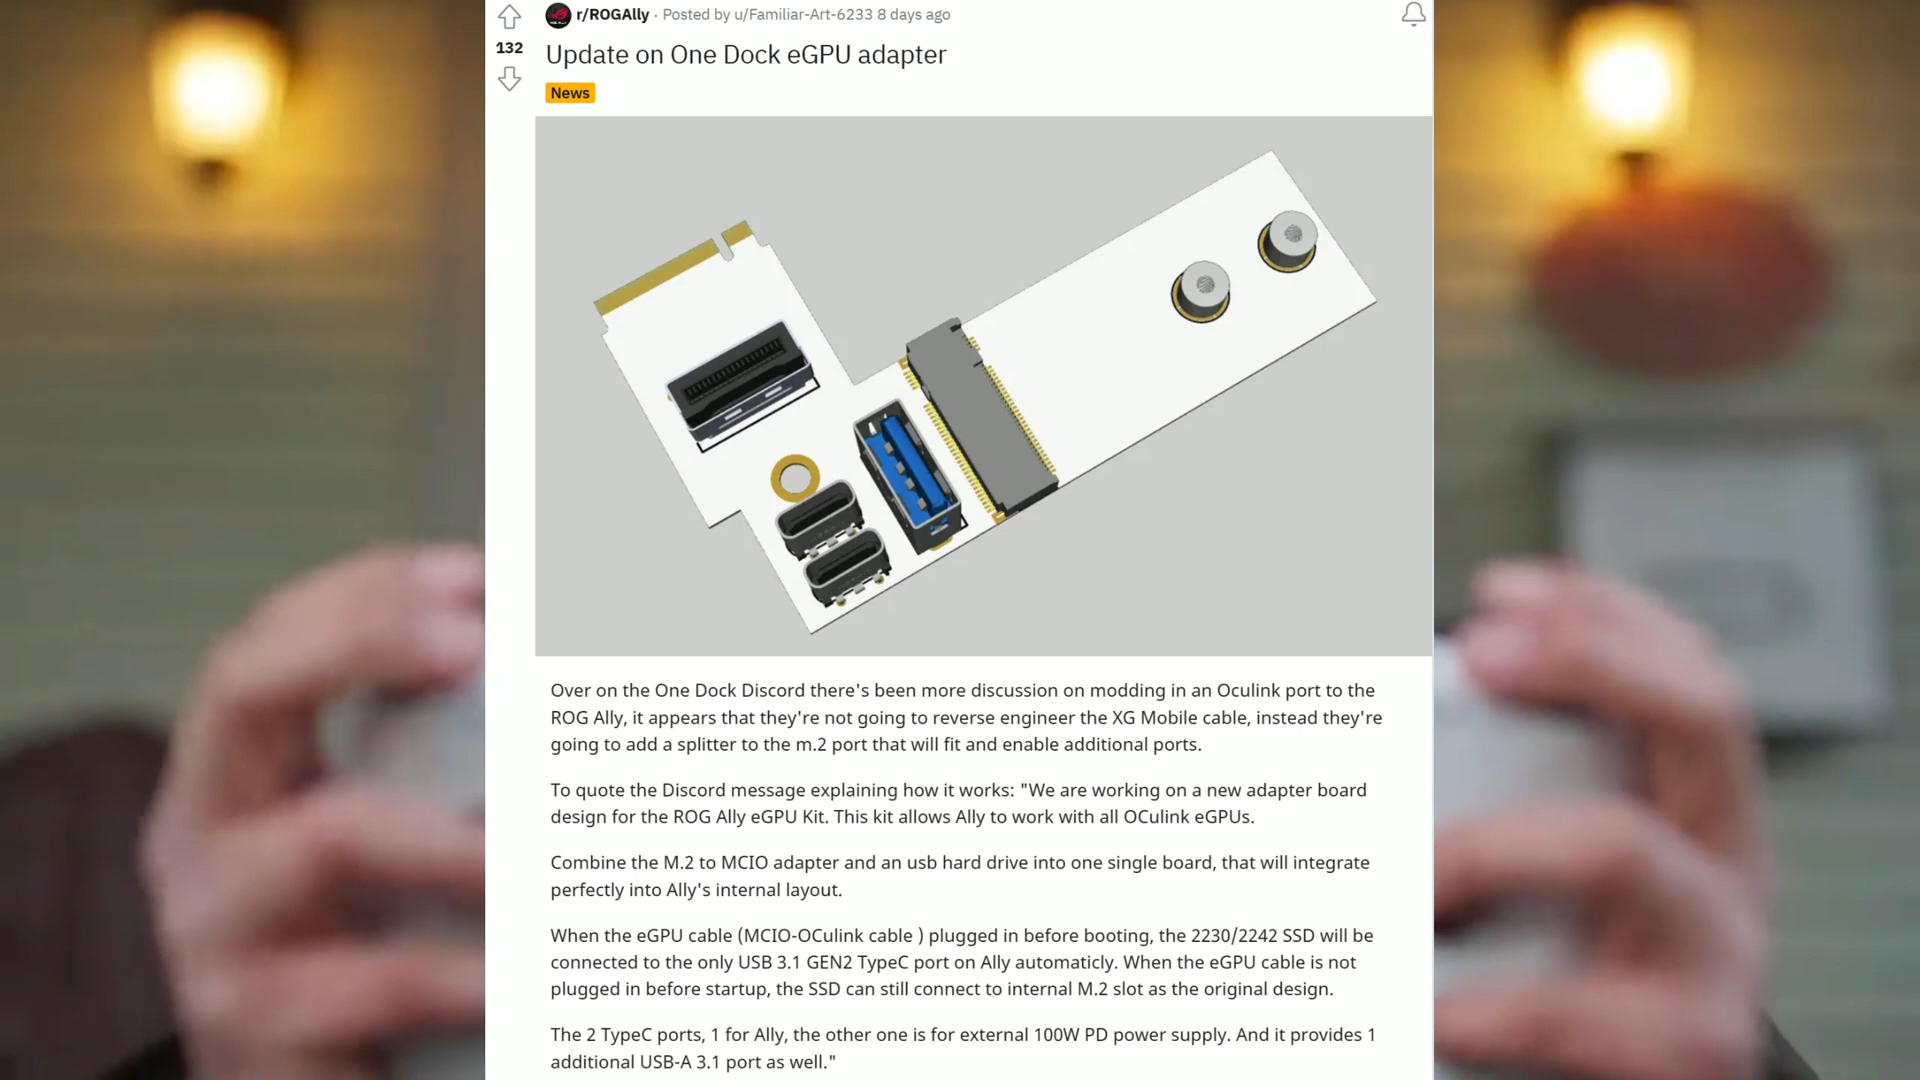 r/ROGAlly · Posted by u/Familiar-Art-6233 8 days ago
132
Update on One Dock eGPU adapter
News
Over on the One Dock Discord there's been more discussion on modding in an Oculink port to the
ROG Ally, it appears that they're not going to reverse engineer the XG Mobile cable, instead they're
going to add a splitter to the m.2 port that will fit and enable additional ports.
To quote the Discord message explaining how it works: "We are working on a new adapter board
design for the ROG Ally eGPU Kit. This kit allows Ally to work with all OCulink eGPUs.
Combine the M.2 to MCIO adapter and an usb hard drive into one single board, that will integrate
perfectly into Ally's internal layout.
When the eGPU cable (MCIO-OCulink cable ) plugged in before booting, the 2230/2242 SSD will be
connected to the only USB 3.1 GEN2 TypeC port on Ally automaticly. When the eGPU cable is not
plugged in before startup, the SSD can still connect to internal M.2 slot as the original design.
The 2 TypeC ports, 1 for Ally, the other one is for external 100W PD power supply. And it provides 1
additional USB-A 3.1 port as well."